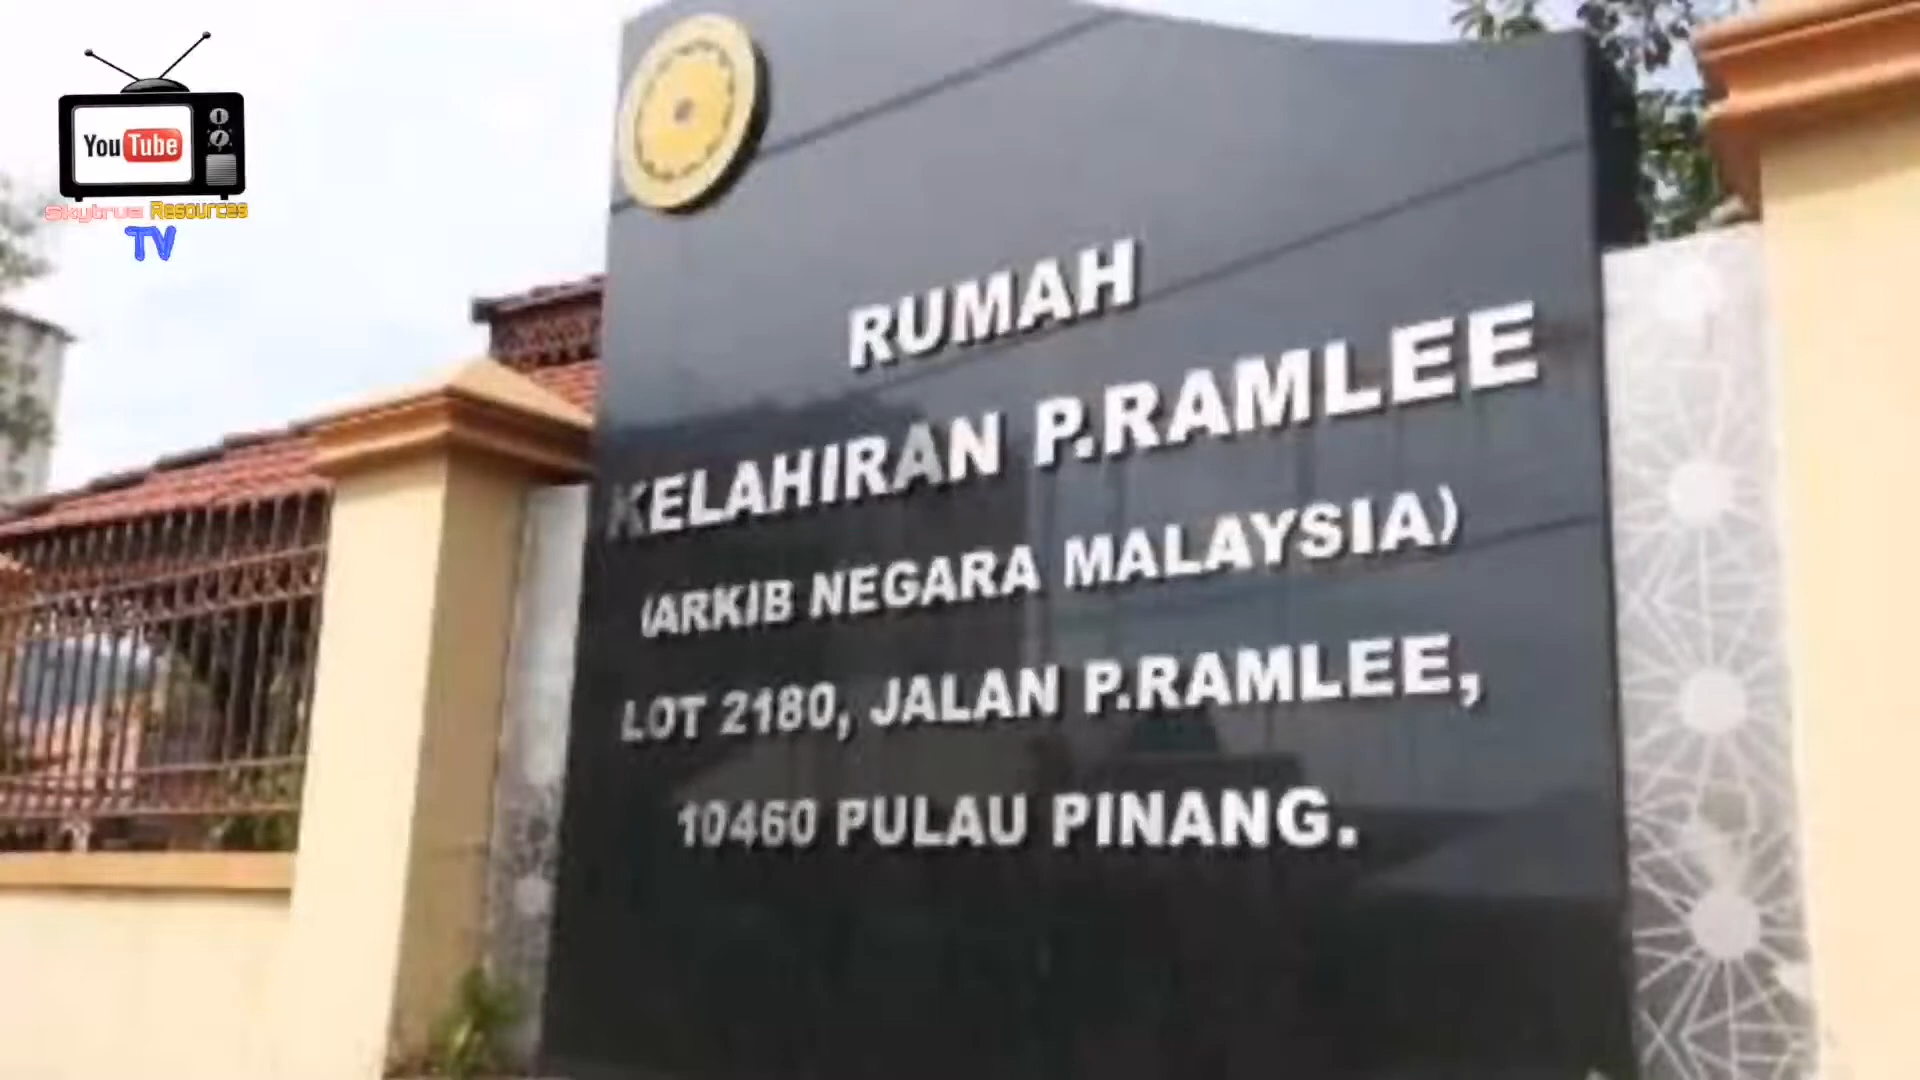 YouTube
Skytrue Resources
TV
RUMAH
KELAHIRAN P.RAMLEE
(ARKIB NEGARA MALAYSIA)
LOT 2180, JALAN P.RAMLEE,
10460 PULAU PINANG.